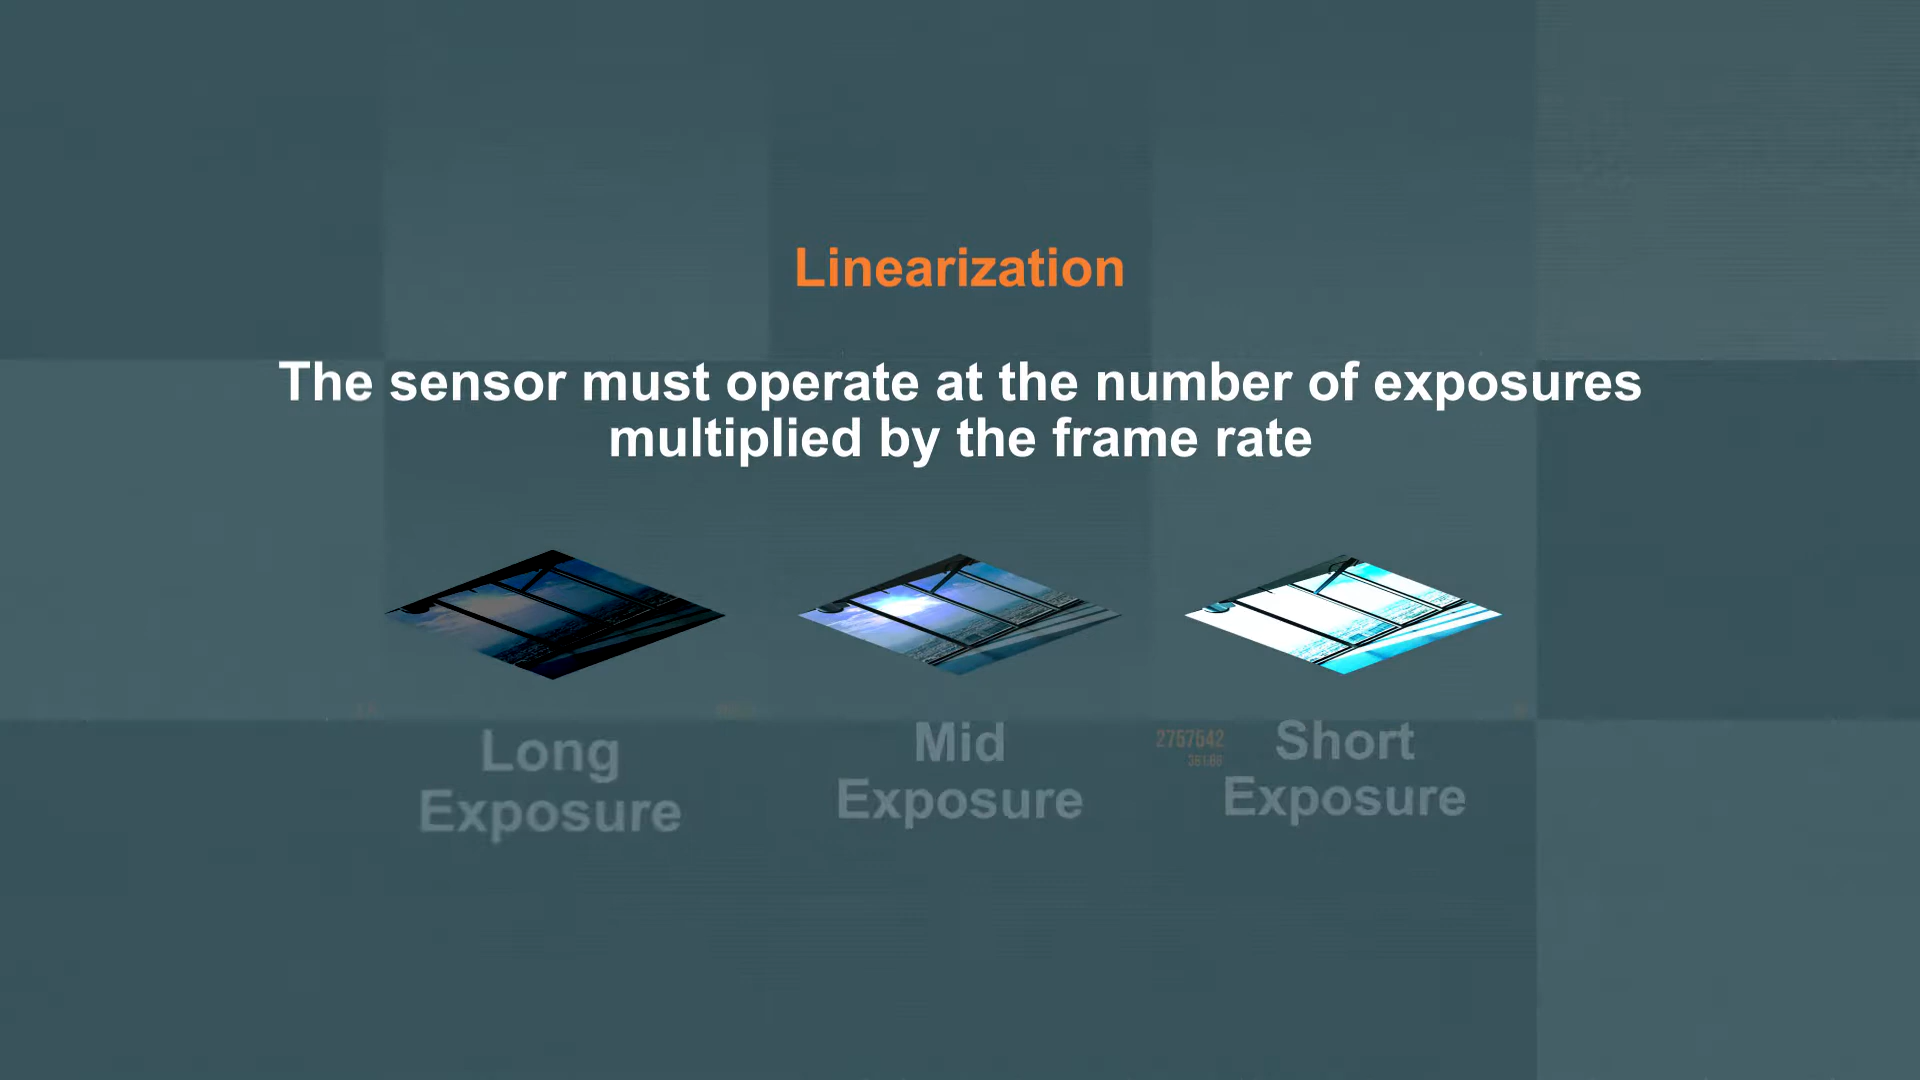 Linearization
The sensor must operate at the number of exposures
multiplied by the frame rate
Long
Exposure
Mid
Exposure
2757542
Short
Exposure